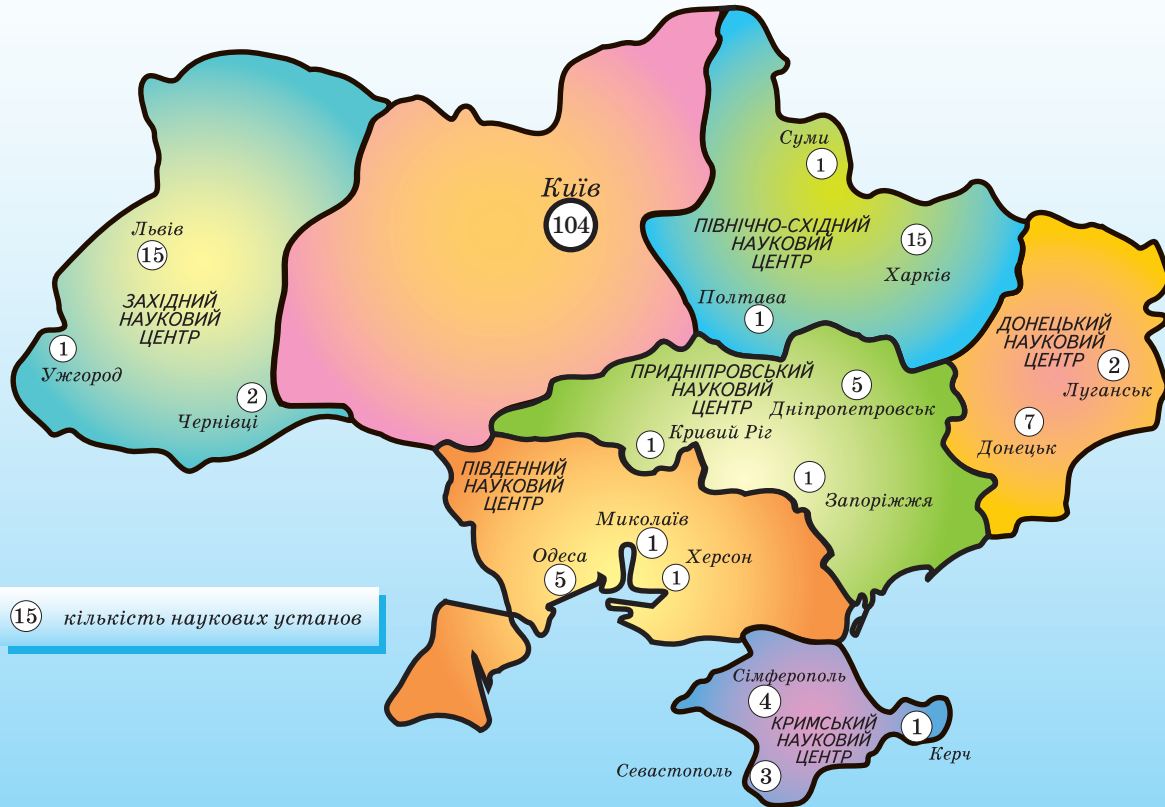 Суми
1
Київ
104
Львів
15
ПІВНІЧНО-СХІДНИЙ
НАУКОВИЙ
ЦЕНТР
15
Харків
Полтава
1
ЗАХІДНИЙ
НАУКОВИЙ
ЦЕНТР
1
Ужгород
2
Чернівці
ДОНЕЦЬКИЙ
НАУКОВИЙ
ЦЕНТР
2
Луганськ
7
Донецьк
ПРИДНІПРОВСЬКИЙ
НАУКОВИЙ
ЦЕНТР
5
Дніпропетровськ
1
Кривий Ріг
1
Запоріжжя
ПІВДЕННИЙ
НАУКОВИЙ
ЦЕНТР
Миколаїв
1
Одеса
5
Херсон
1
15 кількість наукових установ
Сімферополь
4
КРИМСЬКИЙ
НАУКОВИЙ
ЦЕНТР
1
Керч
Севастополь
3